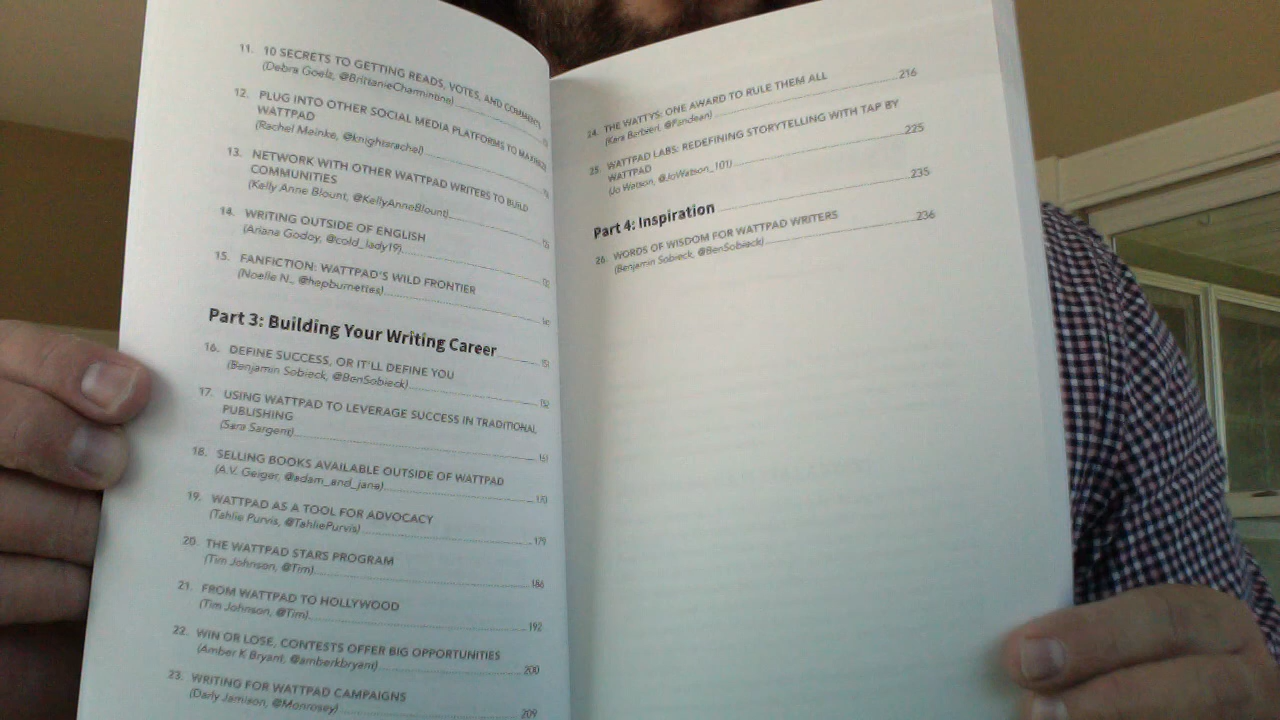 11. 10 SECRETS TO GETTING READS, VOTES, AND COMMENTS
(Debra Goelz, @BrittanieCharmintine)
12. PLUG INTO OTHER SOCIAL MEDIA PLATFORMS TO MAXIMIZE
WATTPAD
(Rachel Meinke, @knightsrachel)
13. NETWORK WITH OTHER WATTPAD WRITERS TO BUILD
COMMUNITIES
(Kelly Anne Blount, @KellyAnneBlount)
14. WRITING OUTSIDE OF ENGLISH
(Ariana Godoy, @cold_lady19)
15. FANFICTION: WATTPAD'S WILD FRONTIER
(Noelle N., @hepburnettes)
Part 3: Building Your Writing Career 151
16. DEFINE SUCCESS, OR IT'LL DEFINE YOU
(Benjamin Sobieck, @BenSobieck) 152
17. USING WATTPAD TO LEVERAGE SUCCESS IN TRADITIONAL
PUBLISHING
(Sara Sargent) 161
18. SELLING BOOKS AVAILABLE OUTSIDE OF WATTPAD
(A.V. Geiger, @adam_and_jane)
19. WATTPAD AS A TOOL FOR ADVOCACY
(Tahlie Purvis, @TahliePurvis) 179
20. THE WATTPAD STARS PROGRAM
(Tim Johnson, @Tim) 186
21. FROM WATTPAD TO HOLLYWOOD
(Tim Johnson, @Tim) 192
22. WIN OR LOSE, CONTESTS OFFER BIG OPPORTUNITIES
(Amber K Bryant, @amberkbryant) 200
23. WRITING FOR WATTPAD CAMPAIGNS
(Darly Jamison, @Monrosey) 209
24. THE WATTYS: ONE AWARD TO RULE THEM ALL
(Kara Barbieri, @Pandean) 216
25. WATTPAD LABS: REDEFINING STORYTELLING WITH TAP BY
WATTPAD
(Jo Watson, @JoWatson_101) 225
Part 4: Inspiration 235
26. WORDS OF WISDOM FOR WATTPAD WRITERS
(Benjamin Sobieck, @BenSobieck) 236